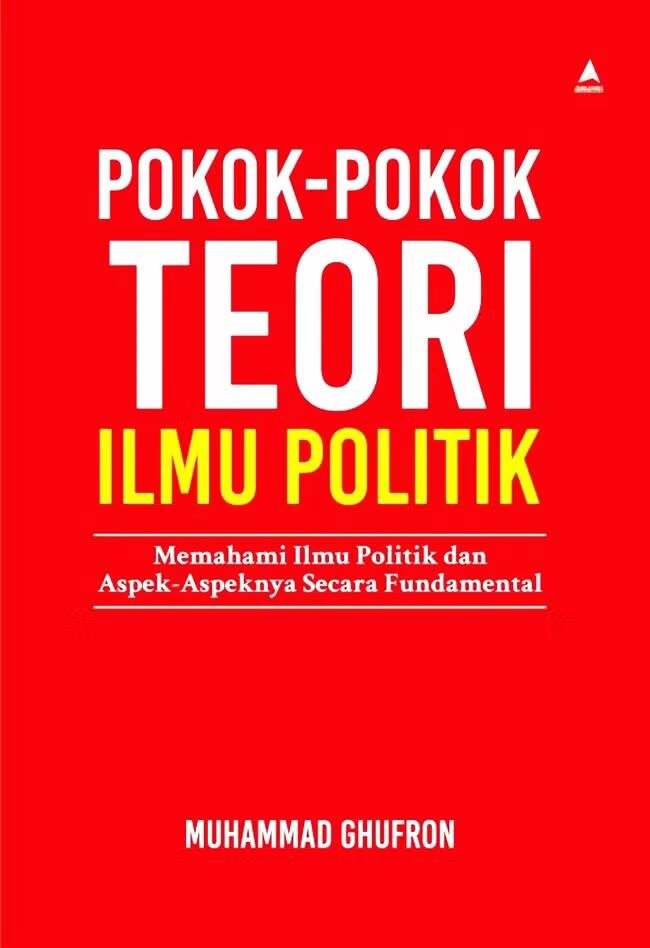 POKOK-POKOK
TEORI
ILMU POLITIK
Memahami Ilmu Politik dan
Aspek-Aspeknya Secara Fundamental
MUHAMMAD GHUFRON